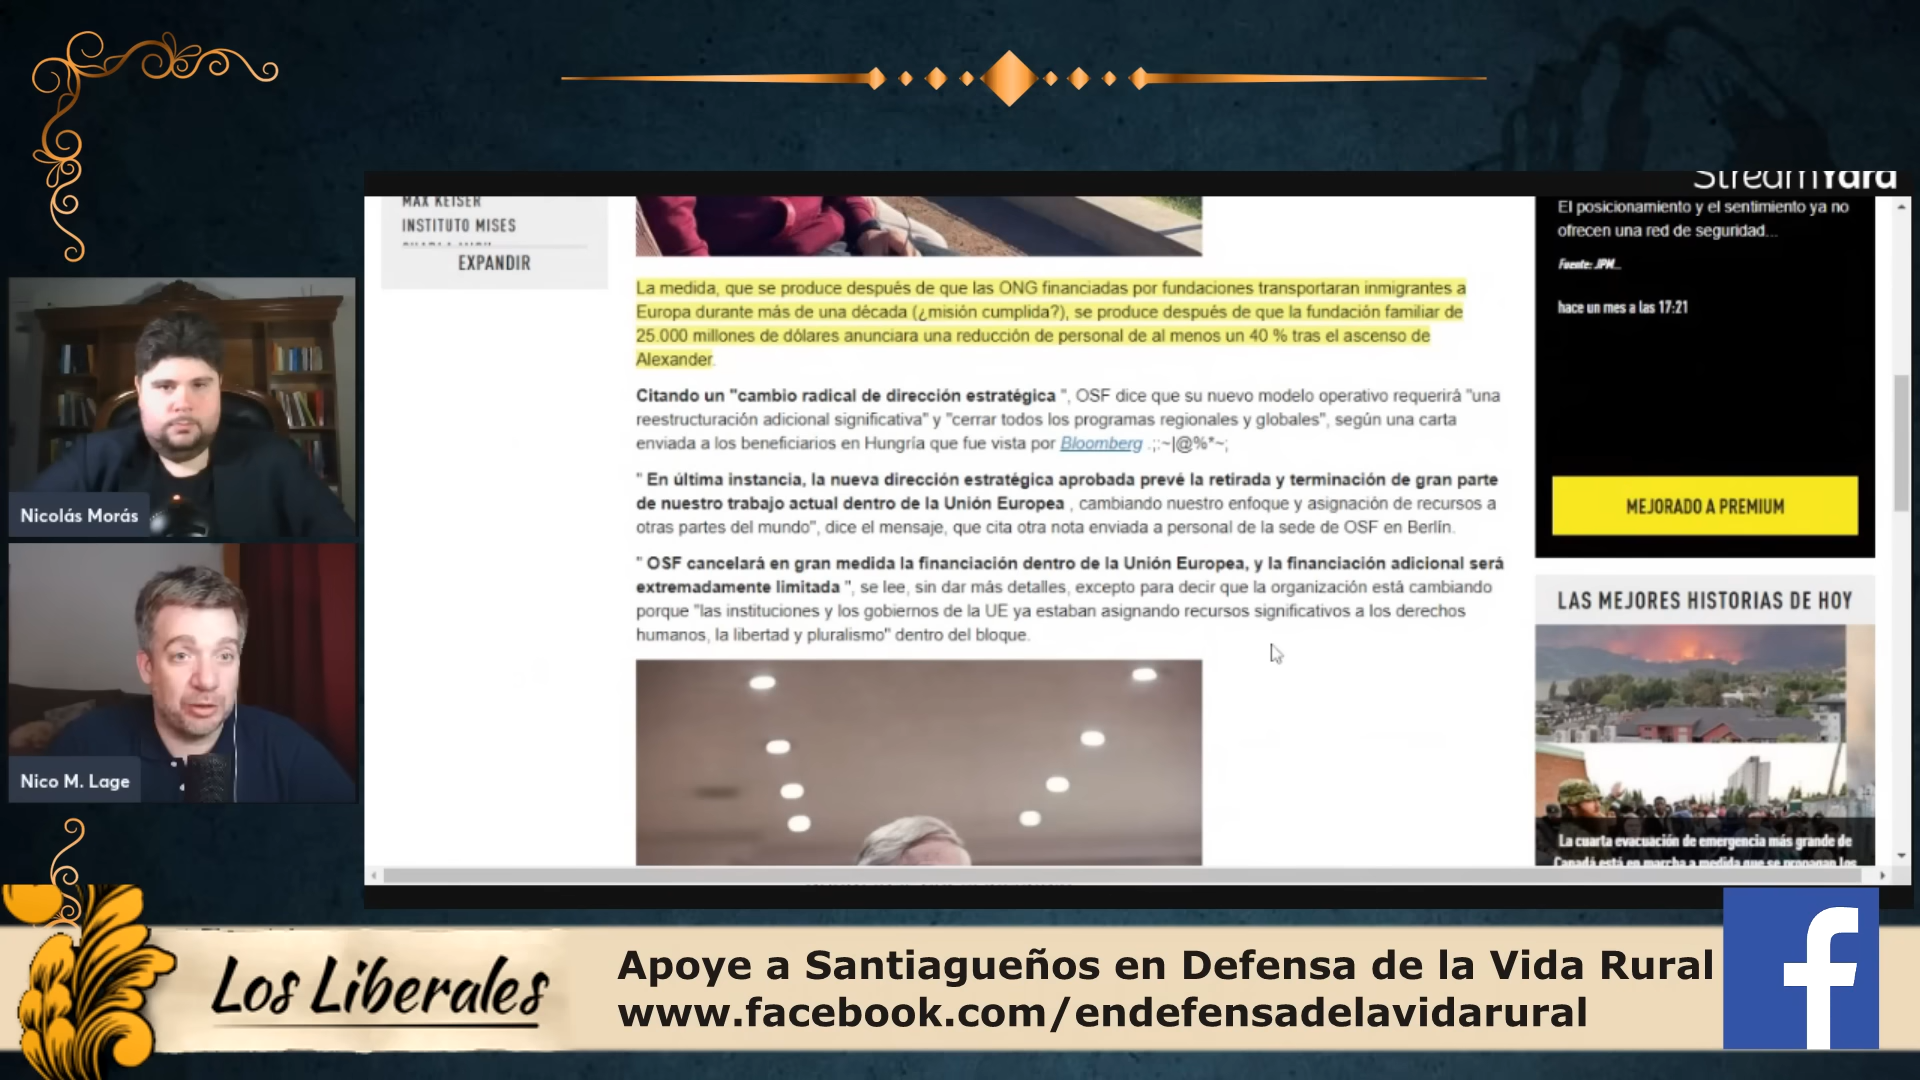 StreamYard
MAX KEISER
INSTITUTO MISES
EXPANDIR
La medida, que se produce después de que las ONG financiadas por fundaciones transportaran inmigrantes a
Europa durante más de una década (¿misión cumplida?), se produce después de que la fundación familiar de
25.000 millones de dólares anunciara una reducción de personal de al menos un 40 % tras el ascenso de
Alexander.
Citando un "cambio radical de dirección estratégica ", OSF dice que su nuevo modelo operativo requerirá "una
reestructuración adicional significativa" y "cerrar todos los programas regionales y globales", según una carta
enviada a los beneficiarios en Hungría que fue vista por Bloomberg .;:~|@%*~;
" En última instancia, la nueva dirección estratégica aprobada prevé la retirada y terminación de gran parte
de nuestro trabajo actual dentro de la Unión Europea , cambiando nuestro enfoque y asignación de recursos a
otras partes del mundo", dice el mensaje, que cita otra nota enviada a personal de la sede de OSF en Berlín.
" OSF cancelará en gran medida la financiación dentro de la Unión Europea, y la financiación adicional será
extremadamente limitada ", se lee, sin dar más detalles, excepto para decir que la organización está cambiando
porque "las instituciones y los gobiernos de la UE ya estaban asignando recursos significativos a los derechos
humanos, la libertad y pluralismo" dentro del bloque.
El posicionamiento y el sentimiento ya no
ofrecen una red de seguridad...
Fuente: JPM...
hace un mes a las 17:21
MEJORADO A PREMIUM
LAS MEJORES HISTORIAS DE HOY
La cuarta evacuación de emergencia más grande de
Canadá está en marcha a medida que se propagan los
Nicolás Morás
Nico M. Lage
Los Liberales
Apoye a Santiagueños en Defensa de la Vida Rural
www.facebook.com/endefensadelavidarural
f